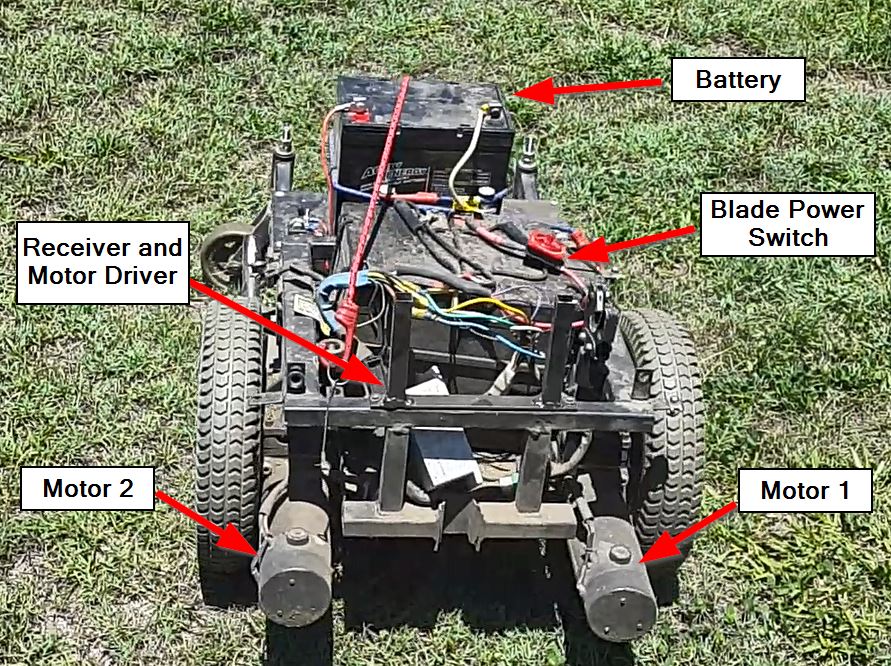 Battery
Blade Power
Switch
Receiver and
Motor Driver
Motor 2
Motor 1